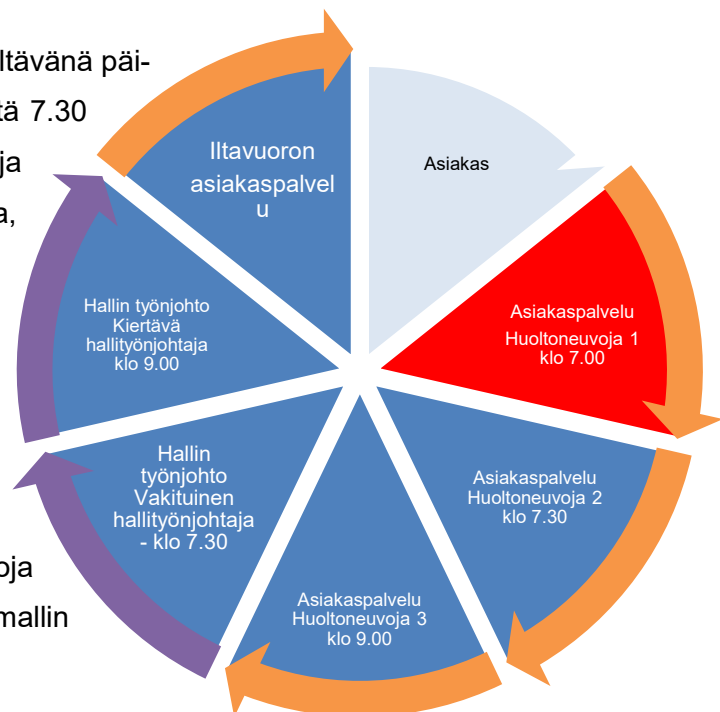 ltävänä päi-
tä 7.30
ja
a,
oja
mallin
Asiakas
Asiakaspalvelu
Huoltoneuvoja 1
klo 7.00
Asiakaspalvelu
Huoltoneuvoja 2
klo 7.30
Asiakaspalvelu
Huoltoneuvoja 3
klo 9.00
Hallin
työnjohto
Vakituinen
hallityönjohtaja
- klo 7.30
Hallin työnjohto
Kiertävä
hallityönjohtaja
klo 9.00
Iltavuoron
asiakaspalvel
u